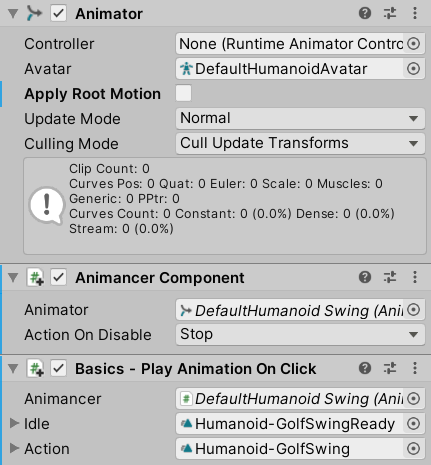 Animator
Controller None (Runtime Animator Contro
Avatar DefaultHumanoidAvatar
Apply Root Motion
Update Mode Normal
Culling Mode Cull Update Transforms
Clip Count: 0
Curves Pos: 0 Quat: 0 Euler: 0 Scale: 0 Muscles: 0
Generic: 0 PPtr: 0
Curves Count: 0 Constant: 0 (0.0%) Dense: 0 (0.0%)
Stream: 0 (0.0%)
Animancer Component
Animator DefaultHumanoid Swing (Ani
Action On Disable Stop
Basics - Play Animation On Click
Animancer DefaultHumanoid Swing (Ani
Idle Humanoid-GolfSwingReady
Action Humanoid-GolfSwing